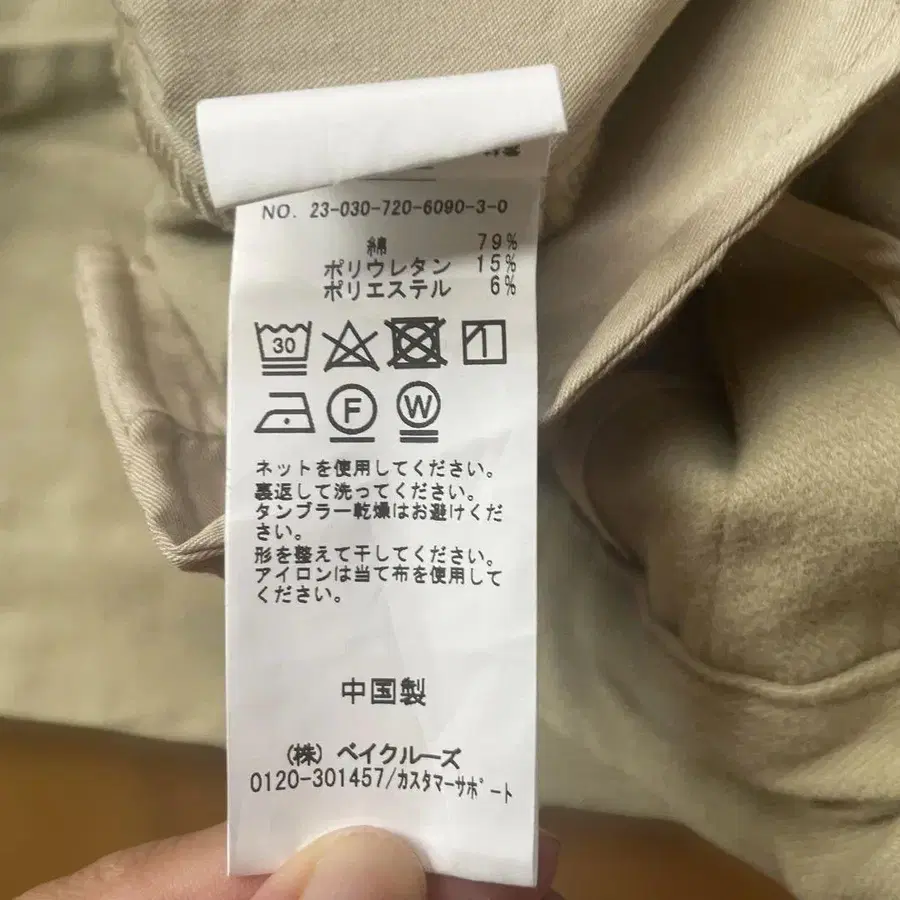 NO. 23-030-720-6090-3-0
綿 79%
ポリウレタン 15%
ポリエステル 6%
30
F W
ネットを使用してください。
裏返して洗ってください。
タンブラー乾燥はお避けくだ
さい。
形を整えて干してください。
アイロンは当て布を使用して
ください。
中国製
(株) ベイクルーズ
0120-301457/カスタマーサポート